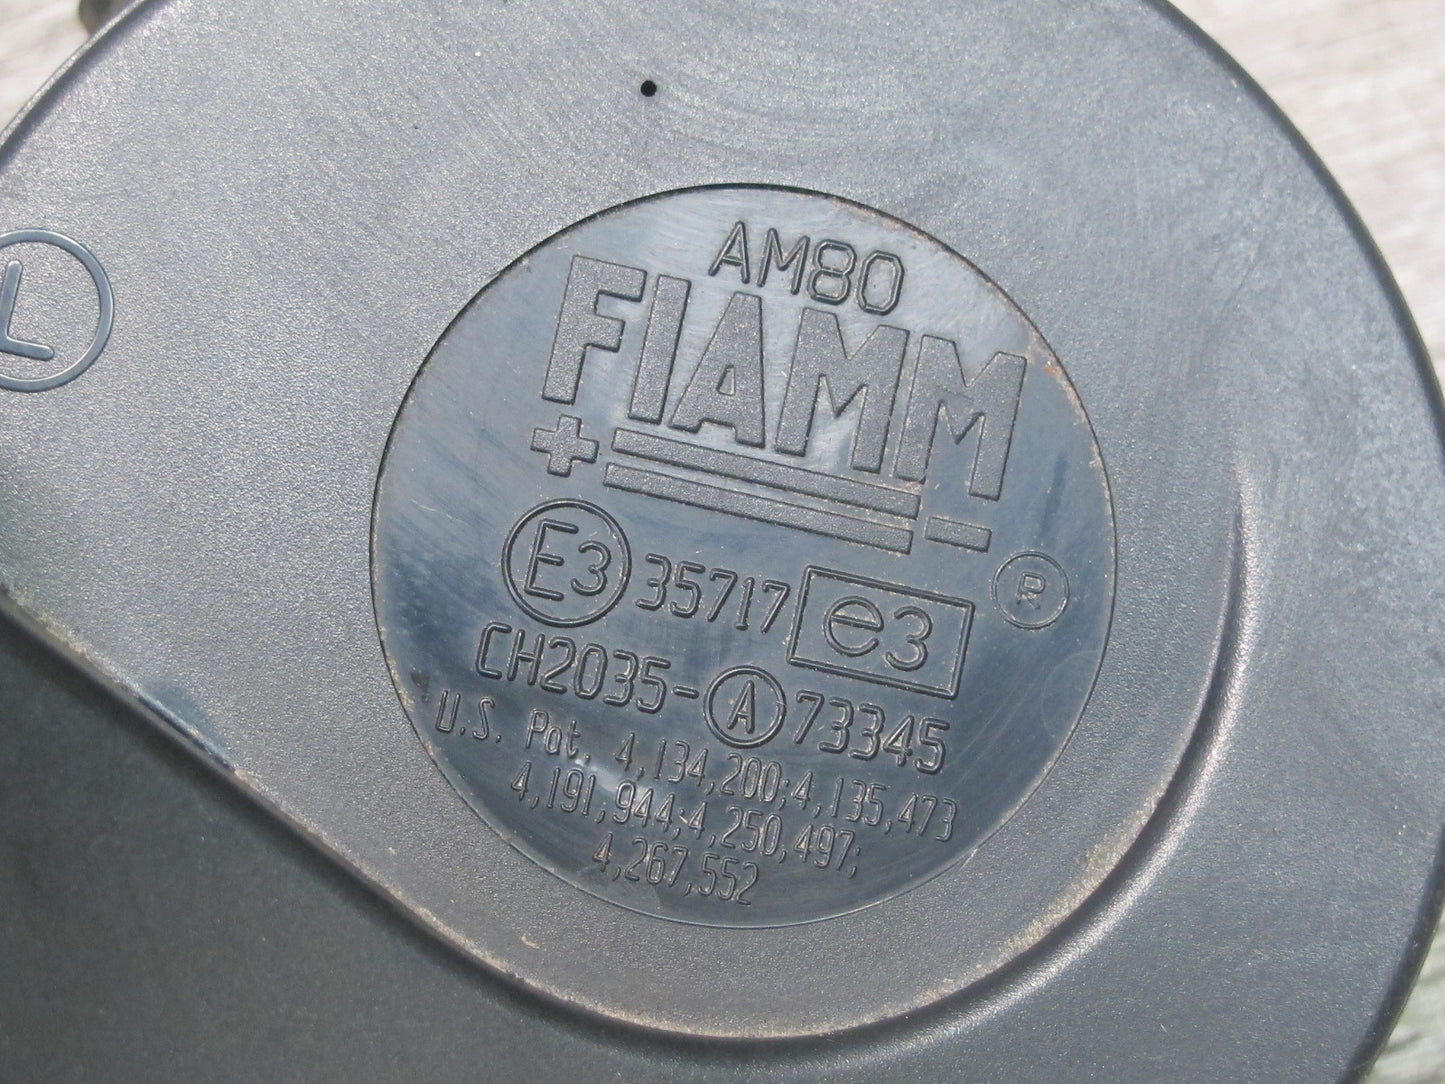 L
AM80
FIAMM
+ -
E3 35717 e3 ®
CH2035-A 73345
U.S. Pat. 4,134,200;4,135,473
4,191,944;4,250,497;
4,267,552